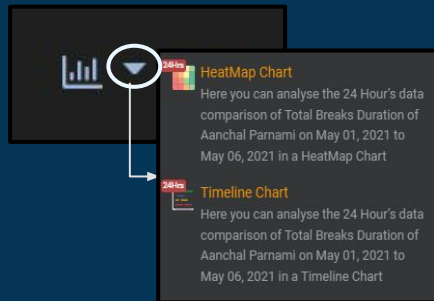 24Hrs
HeatMap Chart
Here you can analyse the 24 Hour's data
comparison of Total Breaks Duration of
Aanchal Parnami on May 01, 2021 to
May 06, 2021 in a HeatMap Chart
24Hrs
Timeline Chart
Here you can analyse the 24 Hour's data
comparison of Total Breaks Duration of
Aanchal Parnami on May 01, 2021 to
May 06, 2021 in a Timeline Chart